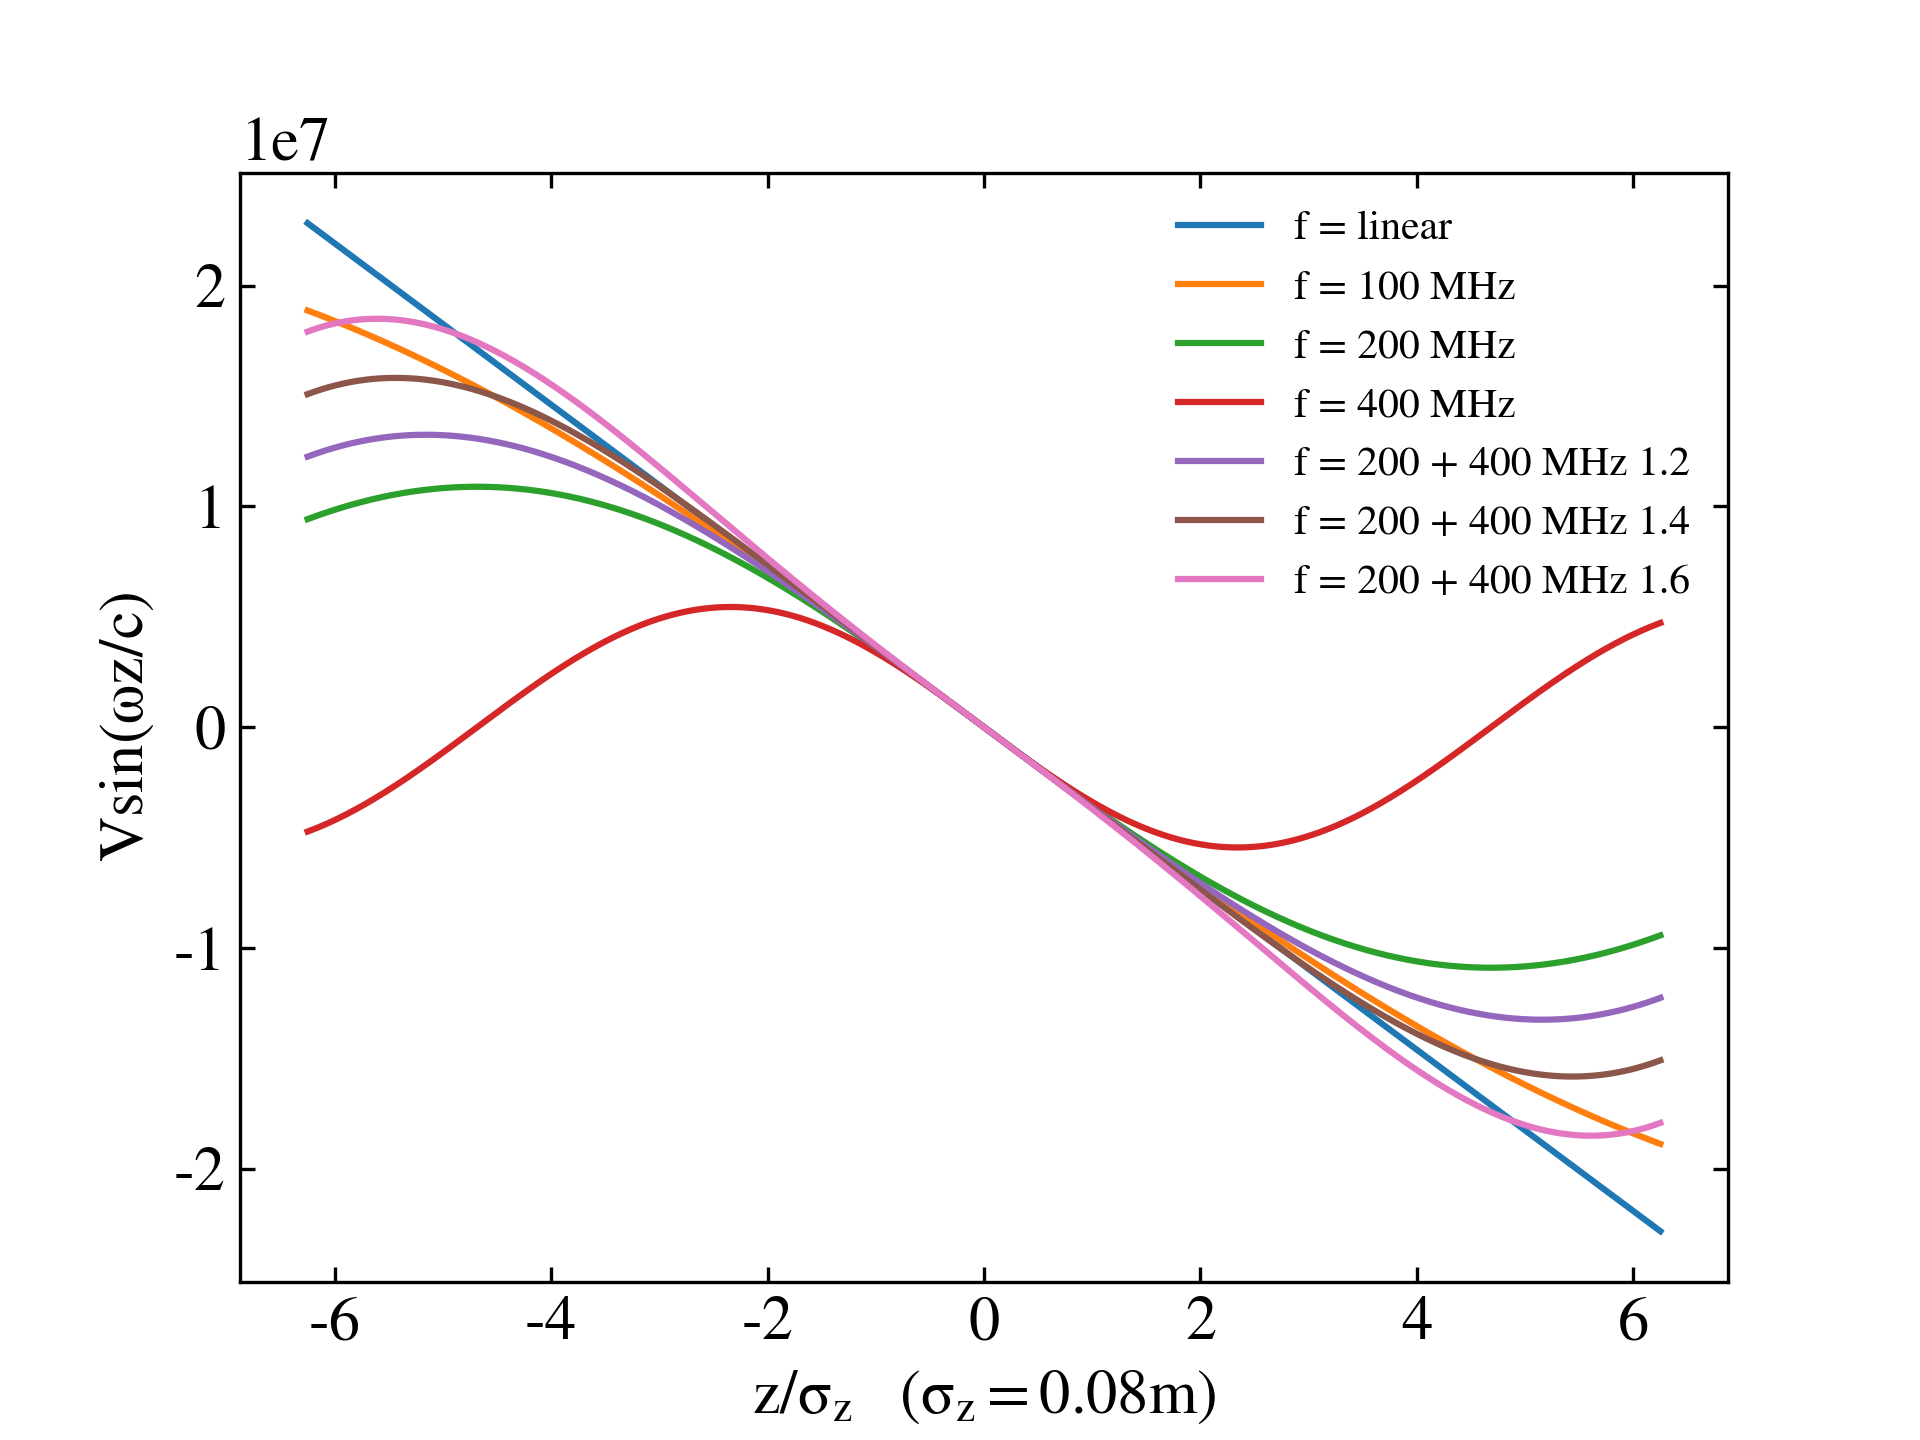 1e7
2
1
0
-1
-2
Vsin(ωz/c)
f = linear
f = 100 MHz
f = 200 MHz
f = 400 MHz
f = 200 + 400 MHz 1.2
f = 200 + 400 MHz 1.4
f = 200 + 400 MHz 1.6
-6 -4 -2 0 2 4 6
z/σz (σz = 0.08m)